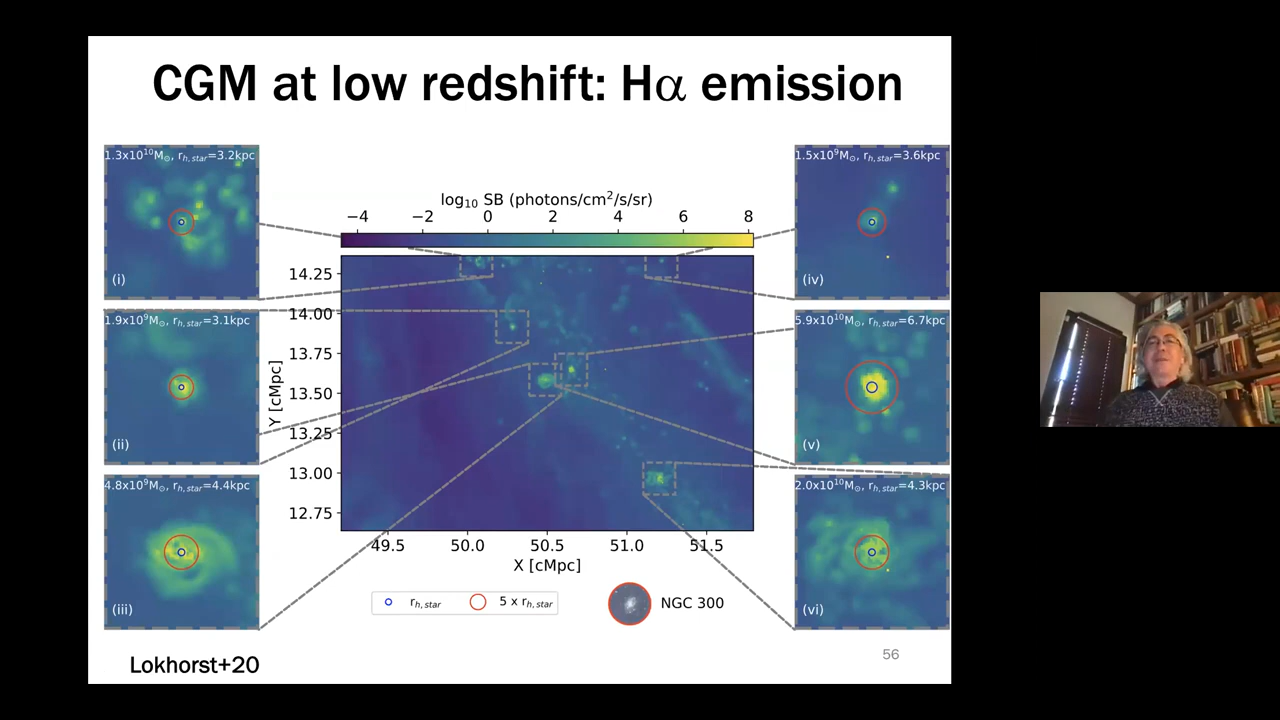 CGM at low redshift: Hα emission
1.3x10¹⁰M☉, r_h,star=3.2kpc
(i)
1.9x10⁹M☉, r_h,star=3.1kpc
(ii)
4.8x10⁹M☉, r_h,star=4.4kpc
(iii)
log₁₀ SB (photons/cm²/s/sr)
−4 −2 0 2 4 6 8
14.25
14.00
13.75
13.50
13.25
13.00
12.75
Y [cMpc]
49.5 50.0 50.5 51.0 51.5
X [cMpc]
r_h,star 5 x r_h,star
NGC 300
1.5x10⁹M☉, r_h,star=3.6kpc
(iv)
5.9x10¹⁰M☉, r_h,star=6.7kpc
(v)
2.0x10¹⁰M☉, r_h,star=4.3kpc
(vi)
Lokhorst+20
56